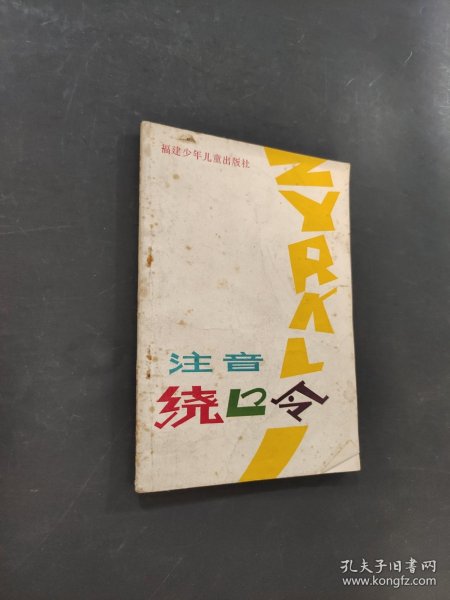 福建少年儿童出版社
ZYRKL
注音
绕口令
孔夫子旧书网
www.kongfz.com